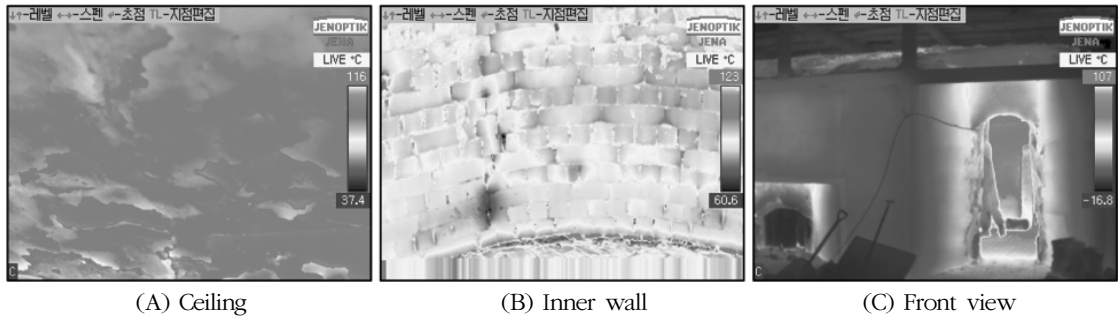 ↓↑-레벨 ←→-스펜 ☼-초점 TL-지점편집
JENOPTIK
JENA
LIVE °C
116
37.4
C
(A) Ceiling
↓↑-레벨 ←→-스펜 ☼-초점 TL-지점편집
JENOPTIK
JENA
LIVE °C
123
60.6
(B) Inner wall
↓↑-레벨 ←→-스펜 ☼-초점 TL-지점편집
JENOPTIK
JENA
LIVE °C
107
-16.8
C
(C) Front view